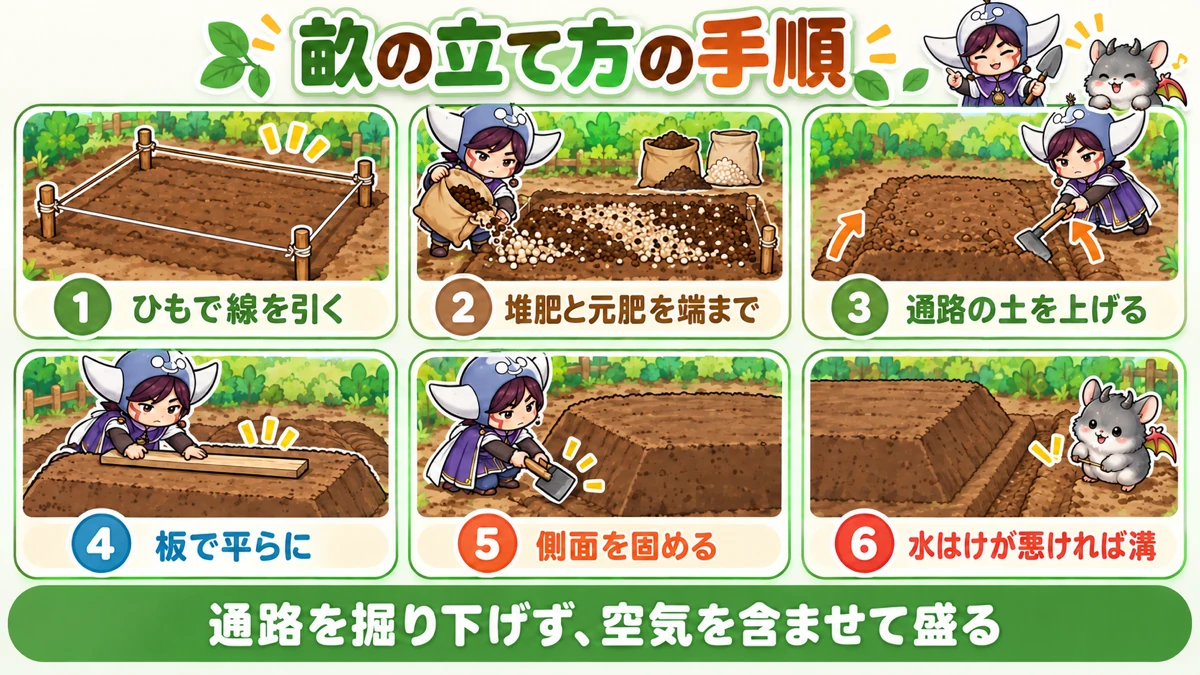 畝の立て方の手順
1 ひもで線を引く
2 堆肥と元肥を端まで
3 通路の土を上げる
4 板で平らに
5 側面を固める
6 水はけが悪ければ溝
通路を掘り下げず、空気を含ませて盛る